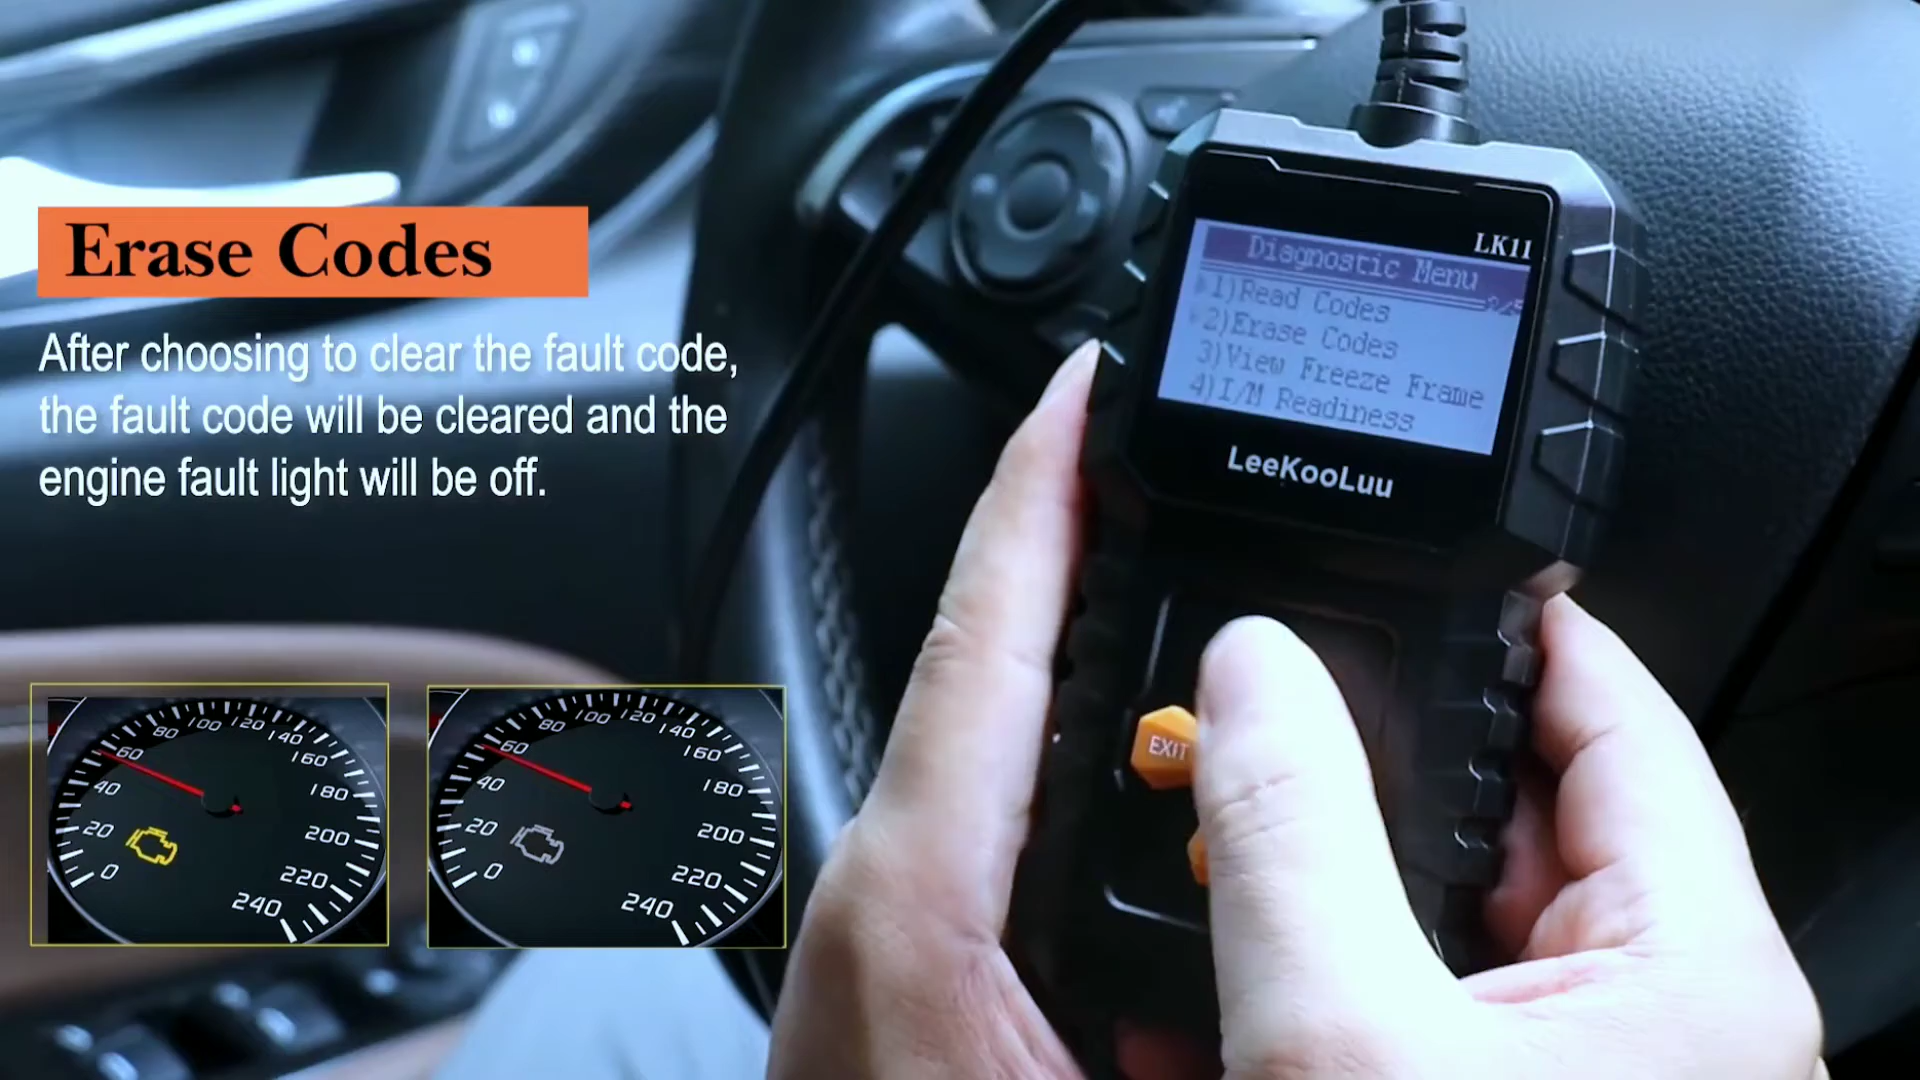 Erase Codes
After choosing to clear the fault code,
the fault code will be cleared and the
engine fault light will be off.
LK11
Diagnostic Menu
1)Read Codes
2)Erase Codes
3)View Freeze Frame
4)I/M Readiness
LeeKooLuu
EXIT
0 20 40 60 80 100 120 140 160 180 200 220 240
0 20 40 60 80 100 120 140 160 180 200 220 240